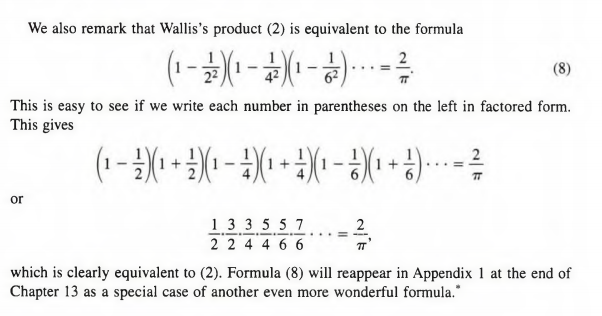 We also remark that Wallis's product (2) is equivalent to the formula
(1 − 1/2²)(1 − 1/4²)(1 − 1/6²) ··· = 2/π. (8)
This is easy to see if we write each number in parentheses on the left in factored form.
This gives
(1 − 1/2)(1 + 1/2)(1 − 1/4)(1 + 1/4)(1 − 1/6)(1 + 1/6) ··· = 2/π
or
1/2 · 3/2 · 3/4 · 5/4 · 5/6 · 7/6 ··· = 2/π,
which is clearly equivalent to (2). Formula (8) will reappear in Appendix 1 at the end of
Chapter 13 as a special case of another even more wonderful formula.*